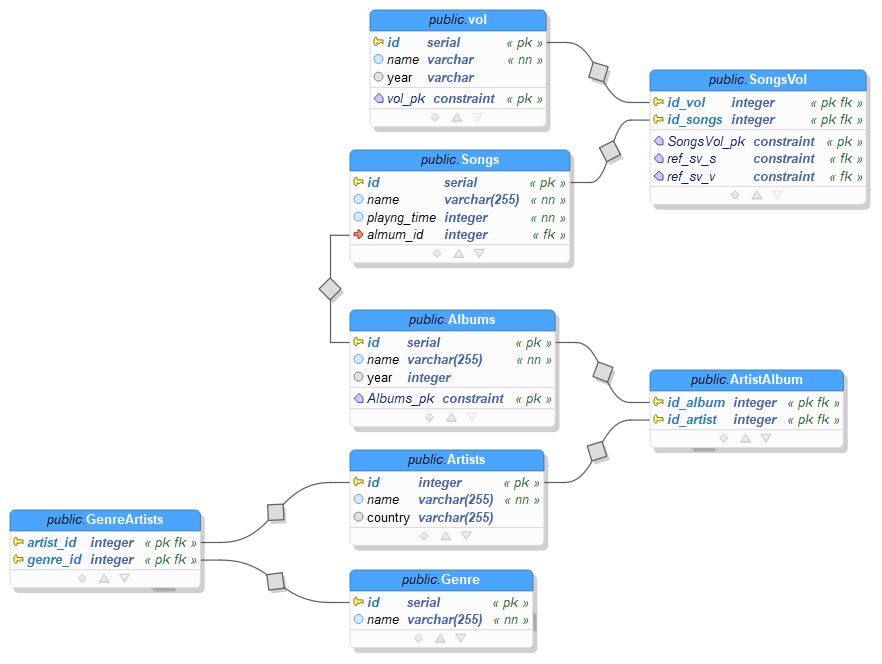 public.vol
id serial « pk »
name varchar « nn »
year varchar
vol_pk constraint « pk »
public.SongsVol
id_vol integer « pk fk »
id_songs integer « pk fk »
SongsVol_pk constraint « pk »
ref_sv_s constraint « fk »
ref_sv_v constraint « fk »
public.Songs
id serial « pk »
name varchar(255) « nn »
playng_time integer « nn »
almum_id integer « fk »
public.Albums
id serial « pk »
name varchar(255) « nn »
year integer
Albums_pk constraint « pk »
public.ArtistAlbum
id_album integer « pk fk »
id_artist integer « pk fk »
public.Artists
id integer « pk »
name varchar(255) « nn »
country varchar(255)
public.GenreArtists
artist_id integer « pk fk »
genre_id integer « pk fk »
public.Genre
id serial « pk »
name varchar(255) « nn »